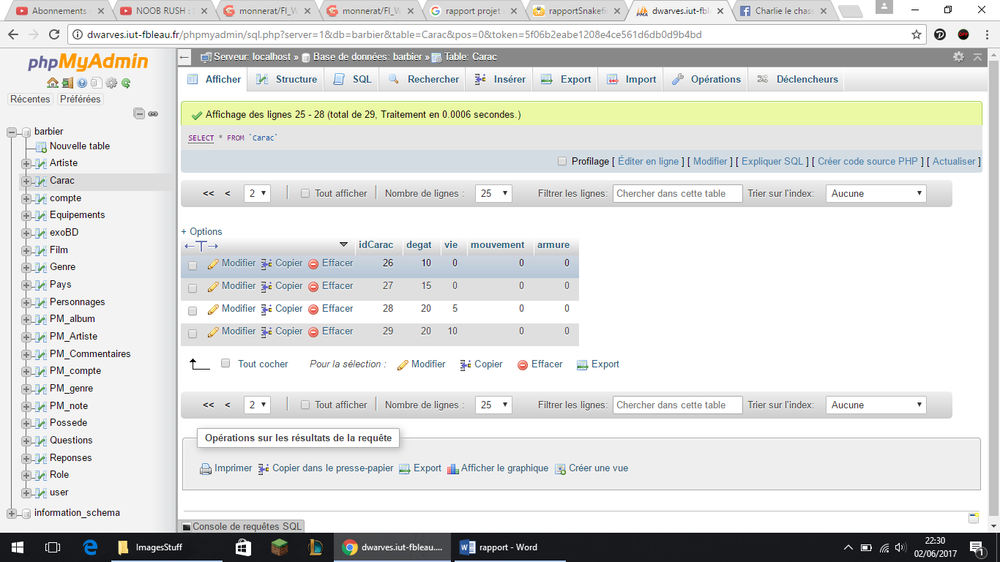 Abonnements -
NOOB RUSH : S
monnerat/FI_W
monnerat/FI_W
rapport projet
rapportSnakefi
dwarves.iut-fbl
Charlie le chass
dwarves.iut-fbleau.fr/phpmyadmin/sql.php?server=1&db=barbier&table=Carac&pos=0&token=5f06b2eabe1208e4ce561d6db0d9b4bd
phpMyAdmin
Récentes Préférées
barbier
Nouvelle table
Artiste
Carac
compte
Equipements
exoBD
Film
Genre
Pays
Personnages
PM_album
PM_Artiste
PM_Commentaires
PM_compte
PM_genre
PM_note
Possede
Questions
Reponses
Role
user
information_schema
Serveur: localhost » Base de données: barbier » Table: Carac
Afficher Structure SQL Rechercher Insérer Export Import Opérations Déclencheurs
Affichage des lignes 25 - 28 (total de 29, Traitement en 0.0006 secondes.)
SELECT * FROM `Carac`
Profilage [ Éditer en ligne ] [ Modifier ] [ Expliquer SQL ] [ Créer code source PHP ] [ Actualiser ]
<< < 2 Tout afficher Nombre de lignes : 25 Filtrer les lignes: Chercher dans cette table Trier sur l'index: Aucune
+ Options
idCarac degat vie mouvement armure
Modifier Copier Effacer 26 10 0 0 0
Modifier Copier Effacer 27 15 0 0 0
Modifier Copier Effacer 28 20 5 0 0
Modifier Copier Effacer 29 20 10 0 0
Tout cocher Pour la sélection : Modifier Copier Effacer Export
<< < 2 Tout afficher Nombre de lignes : 25 Filtrer les lignes: Chercher dans cette table Trier sur l'index: Aucune
Opérations sur les résultats de la requête
Imprimer Copier dans le presse-papier Export Afficher le graphique Créer une vue
Console de requêtes SQL
ImagesStuff
dwarves.iut-fbleau....
rapport - Word
22:30
02/06/2017
1